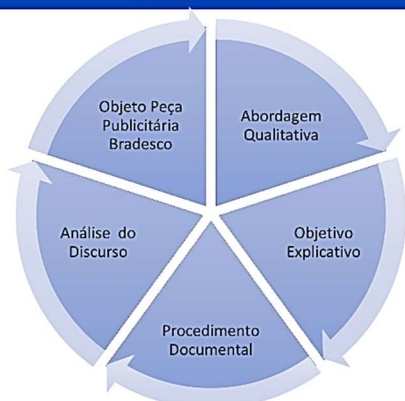 Objeto Peça
Publicitária
Bradesco
Abordagem
Qualitativa
Objetivo
Explicativo
Procedimento
Documental
Análise do
Discurso